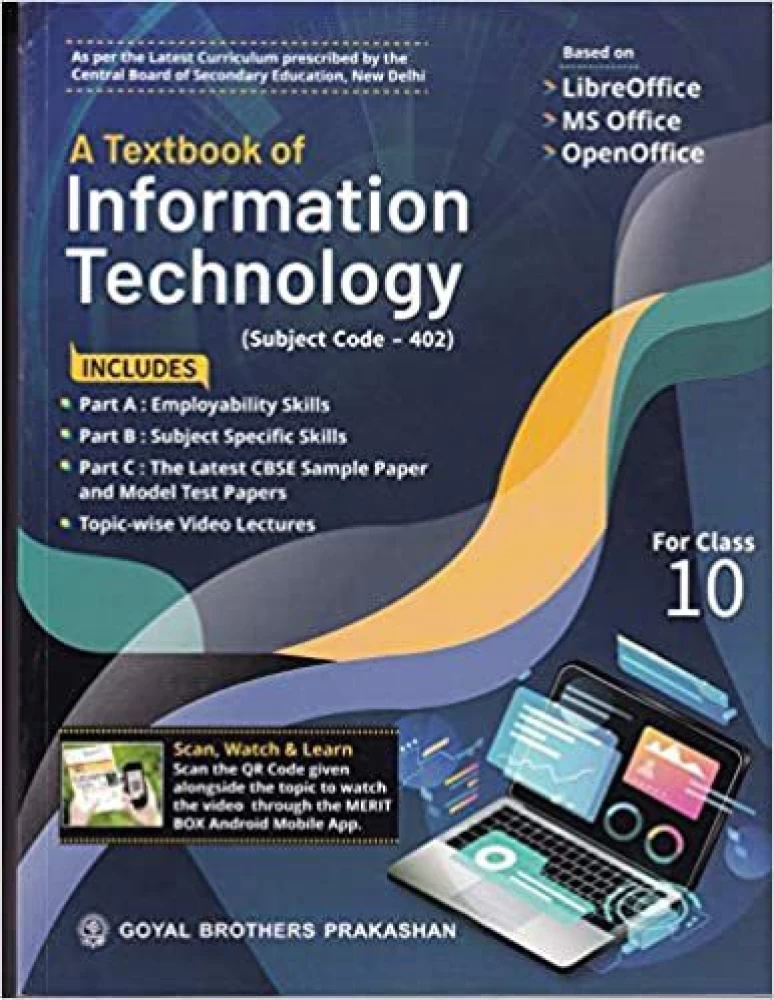 As per the Latest Curriculum prescribed by the
Central Board of Secondary Education, New Delhi
Based on
> LibreOffice
> MS Office
> OpenOffice
A Textbook of
Information
Technology
(Subject Code – 402)
INCLUDES
• Part A : Employability Skills
• Part B : Subject Specific Skills
• Part C : The Latest CBSE Sample Paper
and Model Test Papers
• Topic-wise Video Lectures
For Class
10
Scan, Watch & Learn
Scan the QR Code given
alongside the topic to watch
the video through the MERIT
BOX Android Mobile App.
GOYAL BROTHERS PRAKASHAN